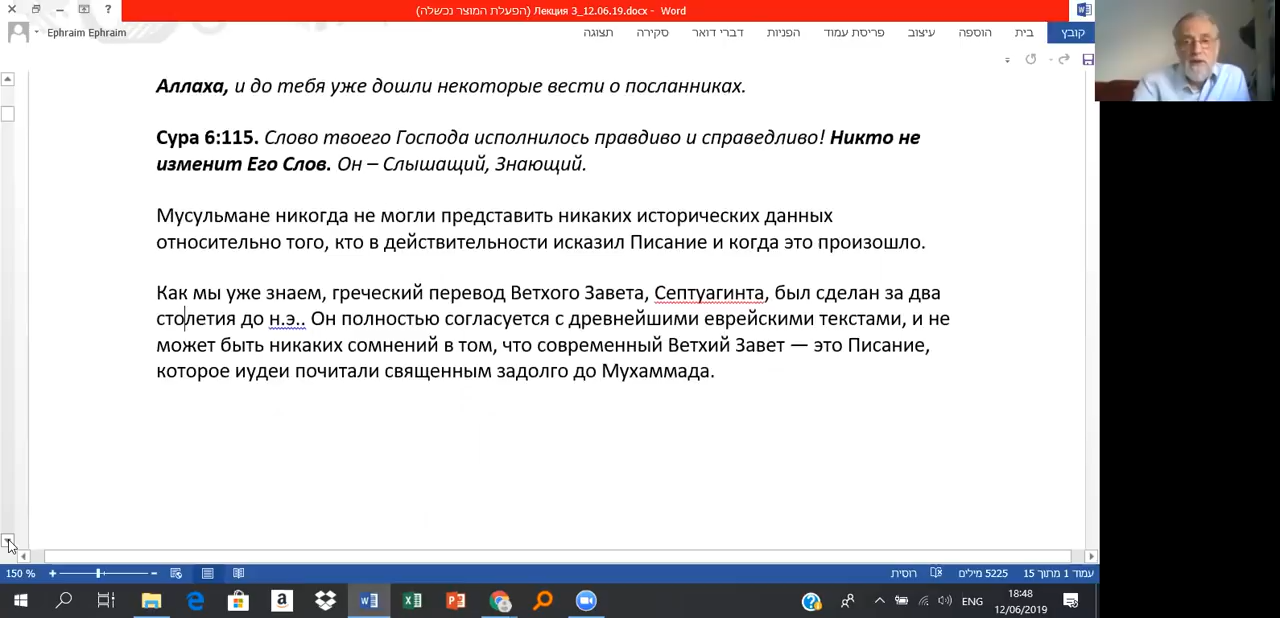 Лекция 3_12.06.19.docx - Word (הפעלת המוצר נכשלה)
Ephraim Ephraim
קובץ בית הוספה עיצוב פריסת עמוד הפניות דברי דואר סקירה תצוגה
Аллаха, и до тебя уже дошли некоторые вести о посланниках.
Сура 6:115. Слово твоего Господа исполнилось правдиво и справедливо! Никто не
изменит Его Слов. Он – Слышащий, Знающий.
Мусульмане никогда не могли представить никаких исторических данных
относительно того, кто в действительности исказил Писание и когда это произошло.
Как мы уже знаем, греческий перевод Ветхого Завета, Септуагинта, был сделан за два
столетия до н.э.. Он полностью согласуется с древнейшими еврейскими текстами, и не
может быть никаких сомнений в том, что современный Ветхий Завет — это Писание,
которое иудеи почитали священным задолго до Мухаммада.
150 %
עמוד 1 מתוך 15 5225 מילים רוסית
ENG
18:48
12/06/2019